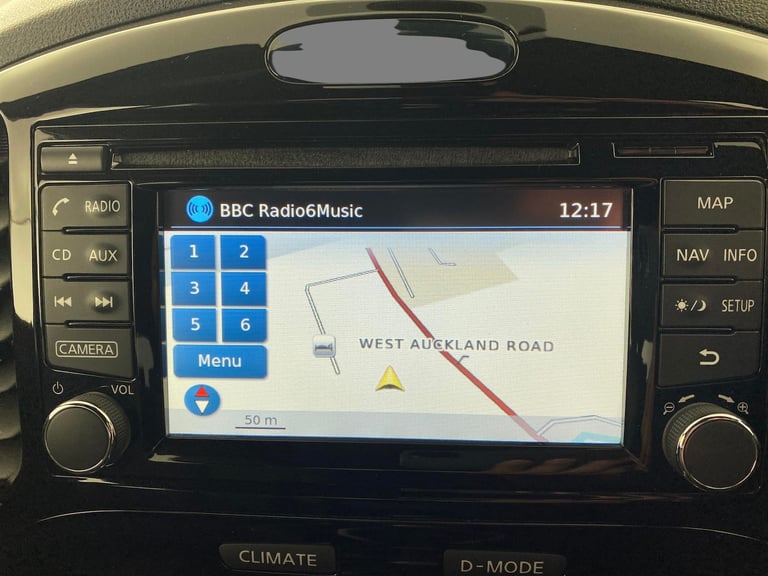 BBC Radio6Music 12:17
RADIO
MAP
1 2
CD AUX
NAV INFO
3 4
SETUP
5 6
WEST AUCKLAND ROAD
CAMERA
Menu
VOL
50 m
CLIMATE D-MODE